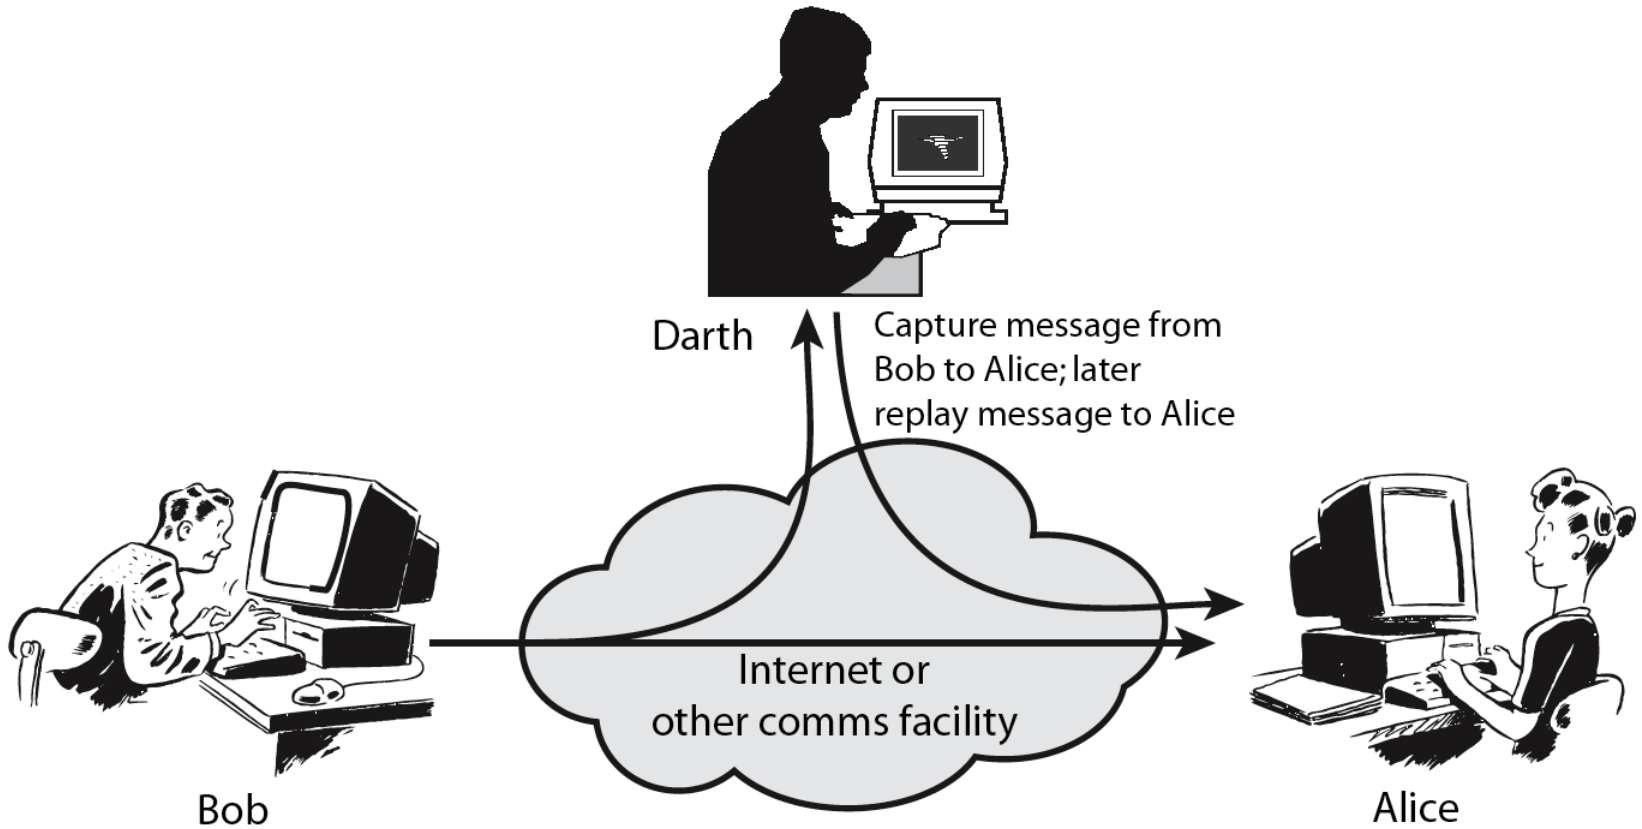 Darth
Capture message from
Bob to Alice; later
replay message to Alice
Internet or
other comms facility
Bob
Alice